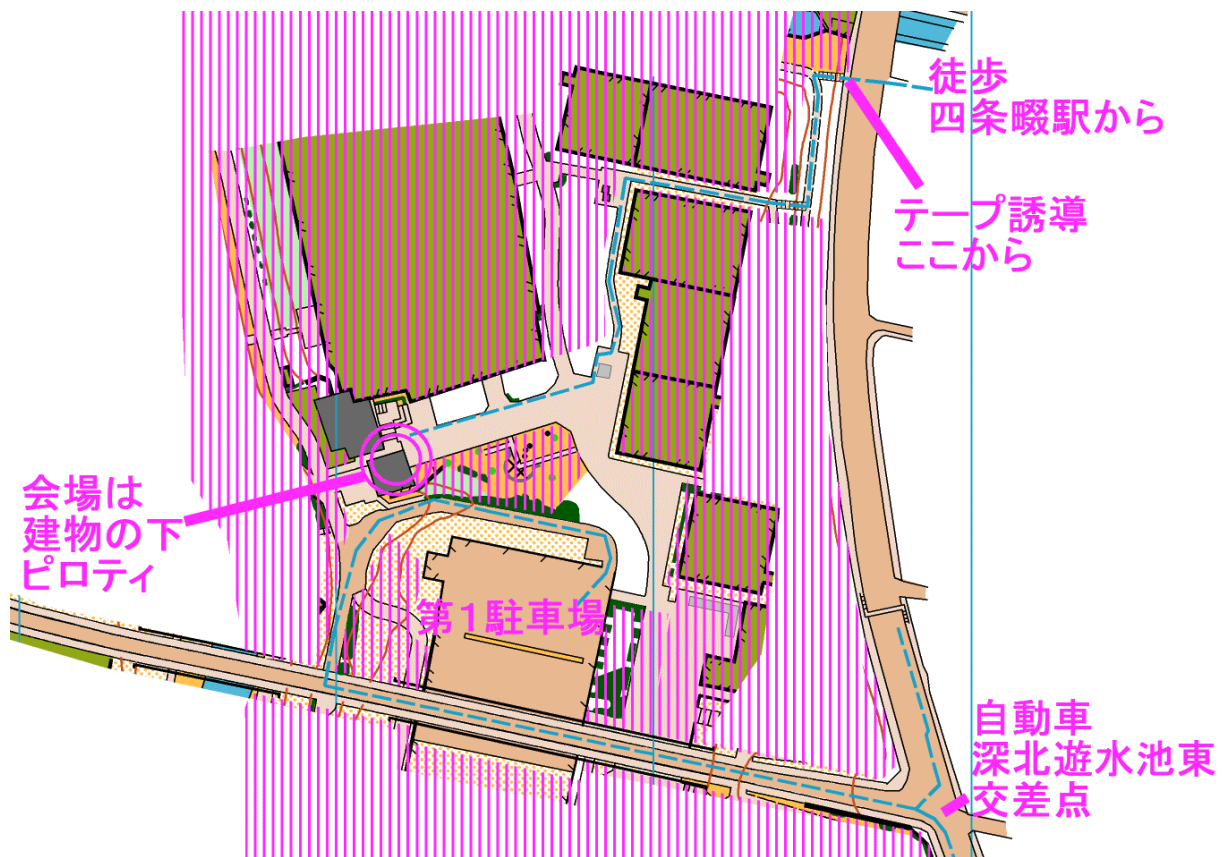 徒歩
四条畷駅から
テープ誘導
ここから
会場は
建物の下
ピロティ
第1駐車場
自動車
深北遊水池東
交差点